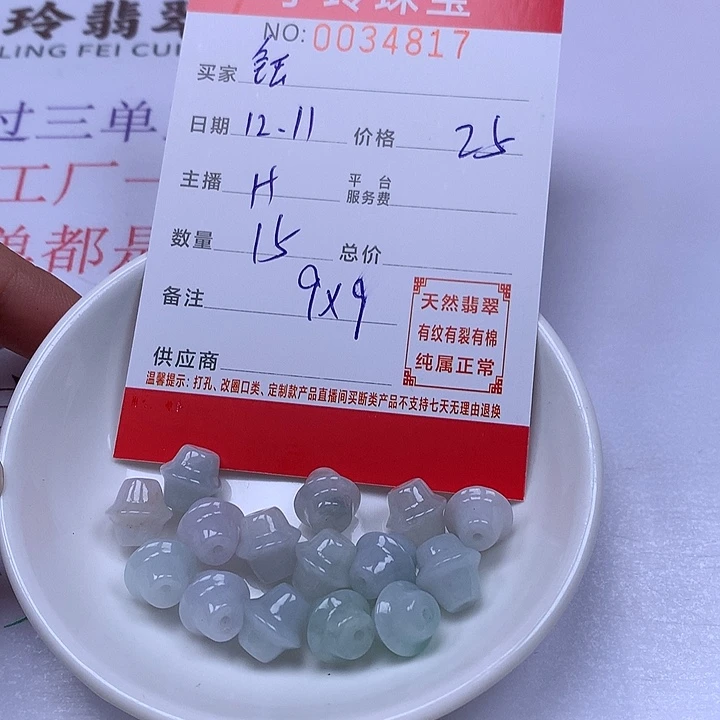 玲翡翠
LING FEI CUI
过三单
工厂一
单都是
NO: 0034817
买家
日期 12-11 价格 25
主播 H 平台服务费
数量 15 总价
备注 9x9
天然翡翠
有纹有裂有棉
纯属正常
供应商
温馨提示: 打孔、改圈口类、定制款产品直播间买断类产品不支持七天无理由退换